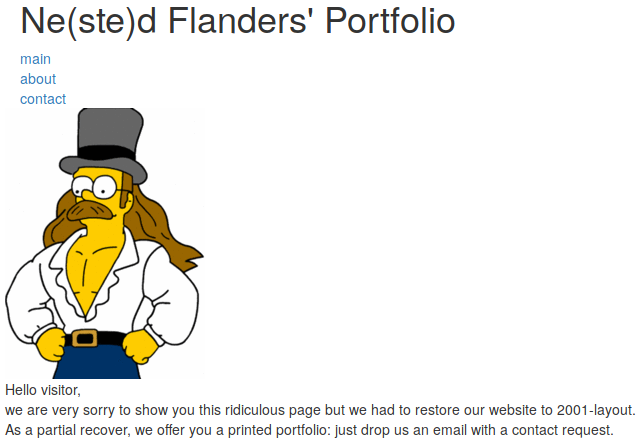 Ne(ste)d Flanders' Portfolio
main
about
contact
Hello visitor,
we are very sorry to show you this ridiculous page but we had to restore our website to 2001-layout.
As a partial recover, we offer you a printed portfolio: just drop us an email with a contact request.